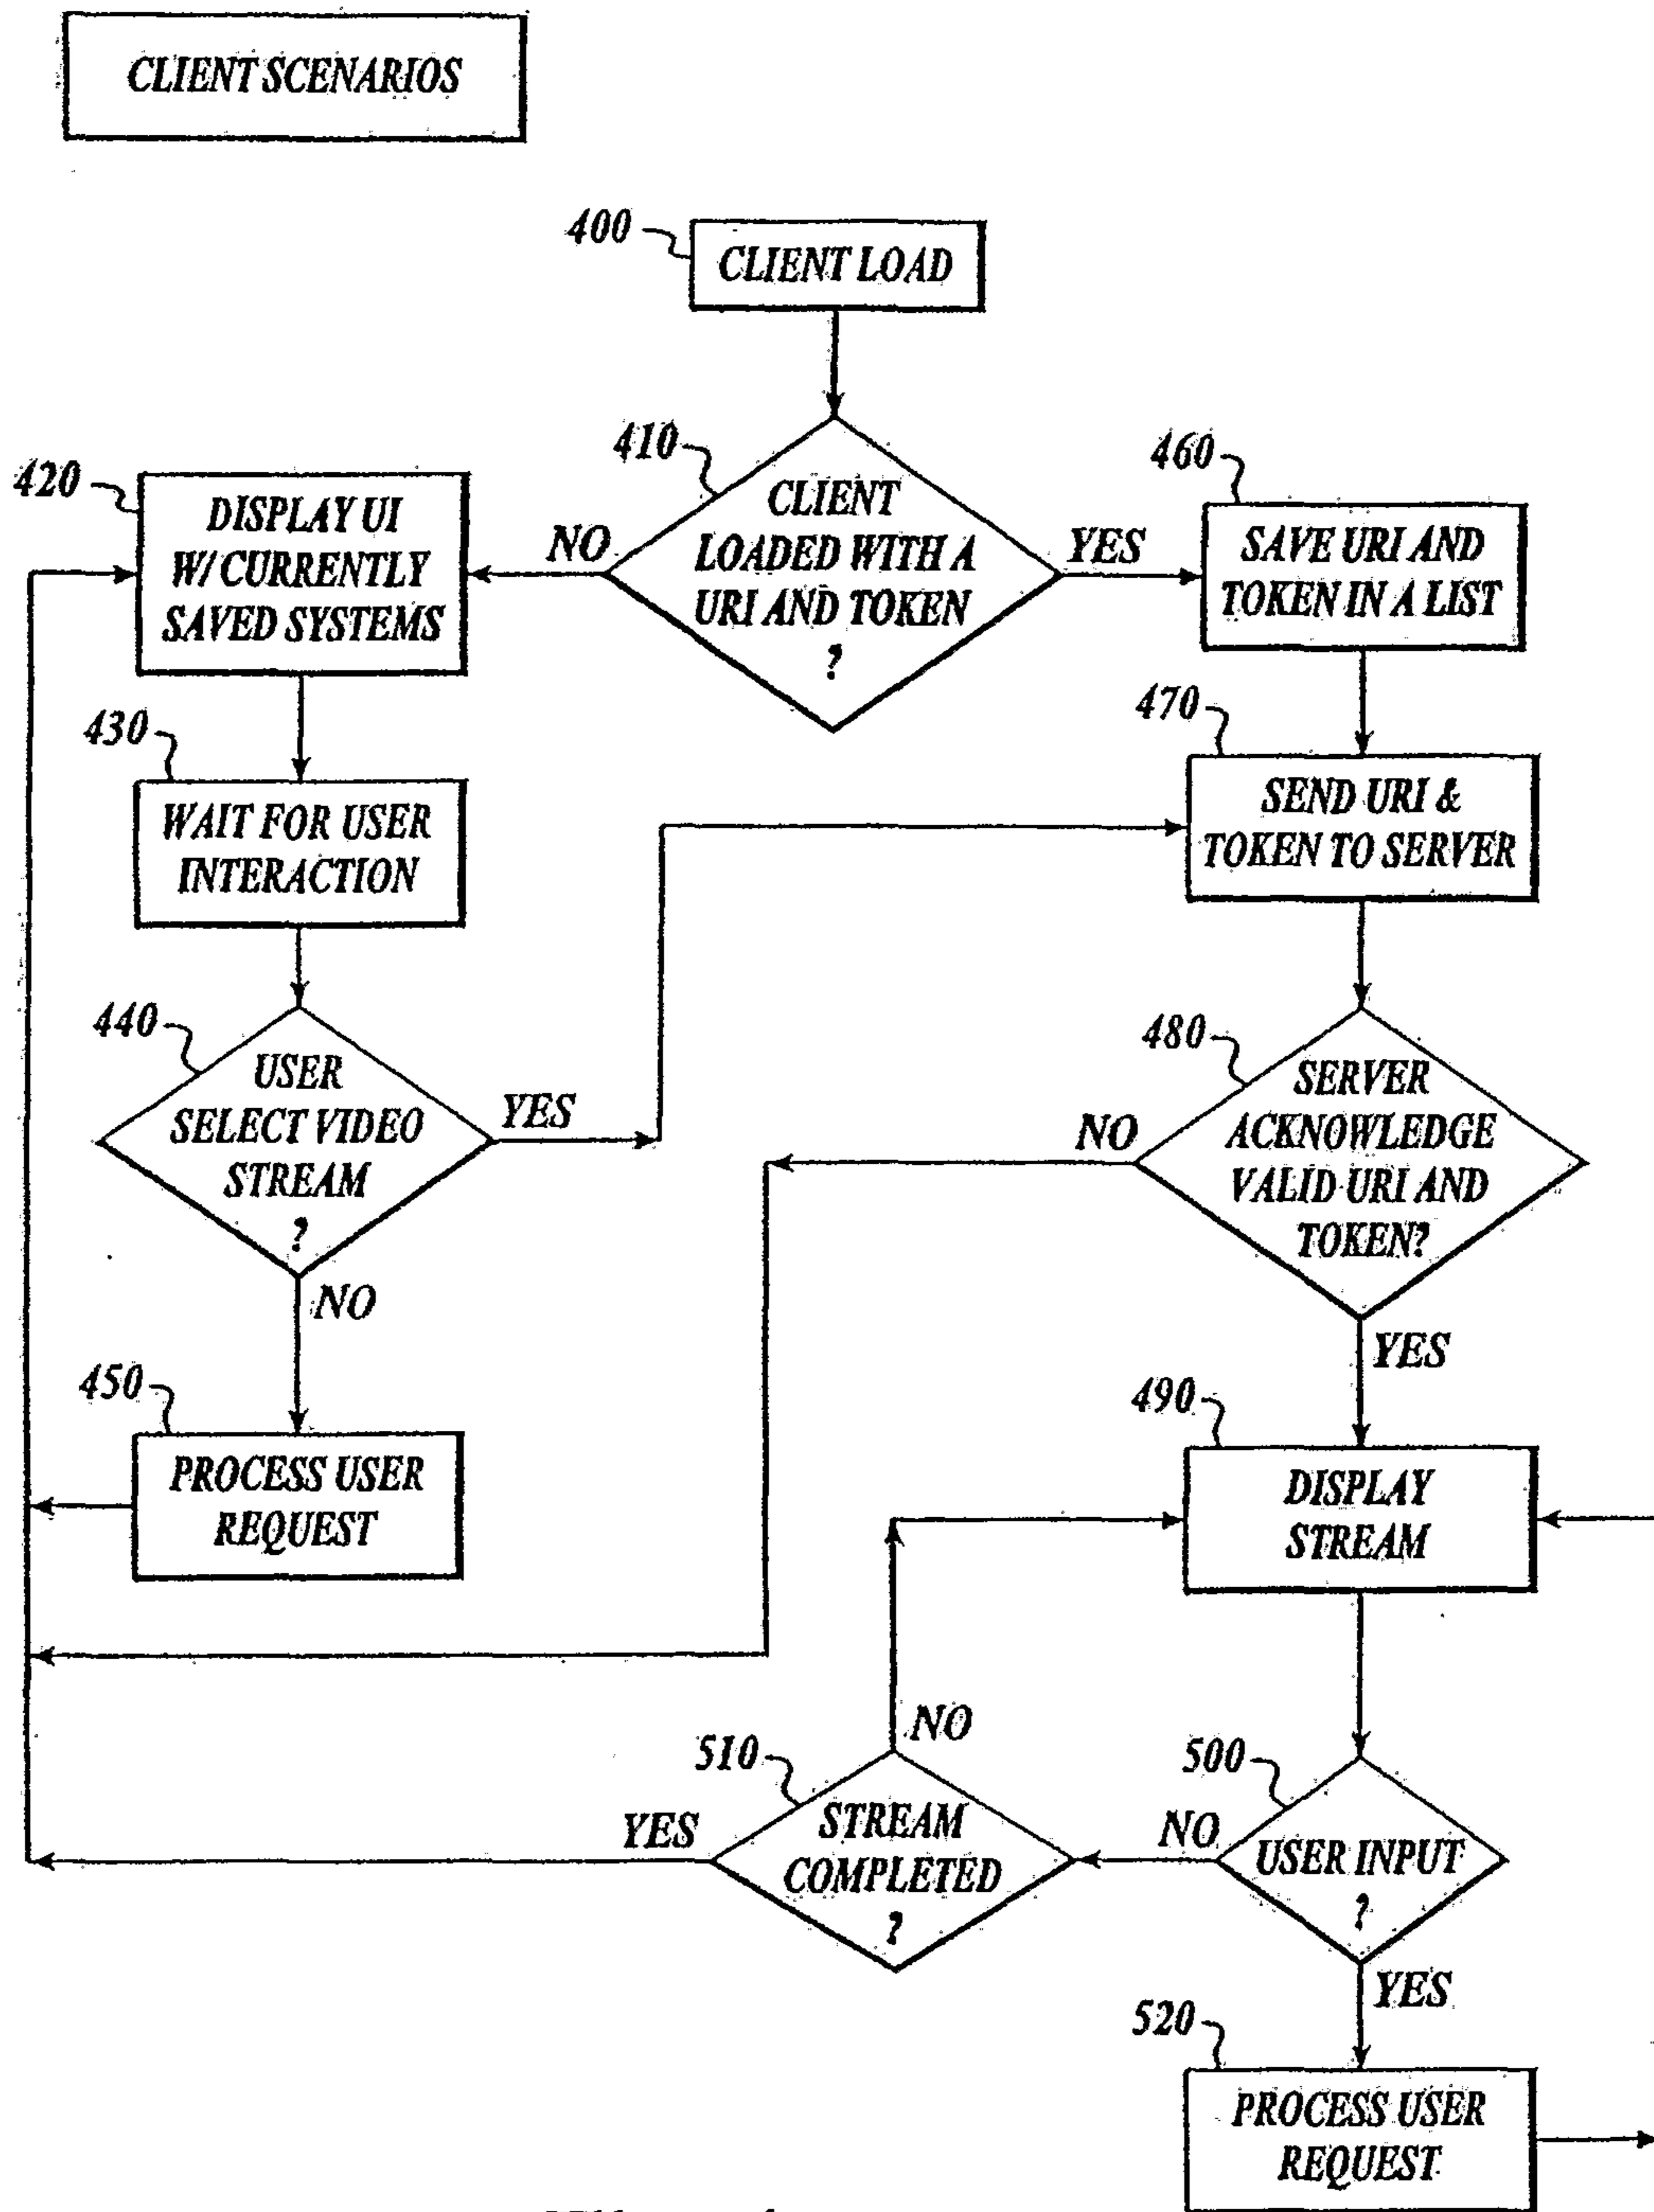 CLIENT SCENARIOS
400
CLIENT LOAD
410
CLIENT
LOADED WITH A
URI AND TOKEN
?
NO
YES
420
DISPLAY UI
W/ CURRENTLY
SAVED SYSTEMS
460
SAVE URI AND
TOKEN IN A LIST
430
WAIT FOR USER
INTERACTION
470
SEND URI &
TOKEN TO SERVER
440
USER
SELECT VIDEO
STREAM
?
YES
NO
480
SERVER
ACKNOWLEDGE
VALID URI AND
TOKEN?
NO
YES
450
PROCESS USER
REQUEST
490
DISPLAY
STREAM
510
STREAM
COMPLETED
?
NO
YES
500
USER INPUT
?
NO
YES
520
PROCESS USER
REQUEST